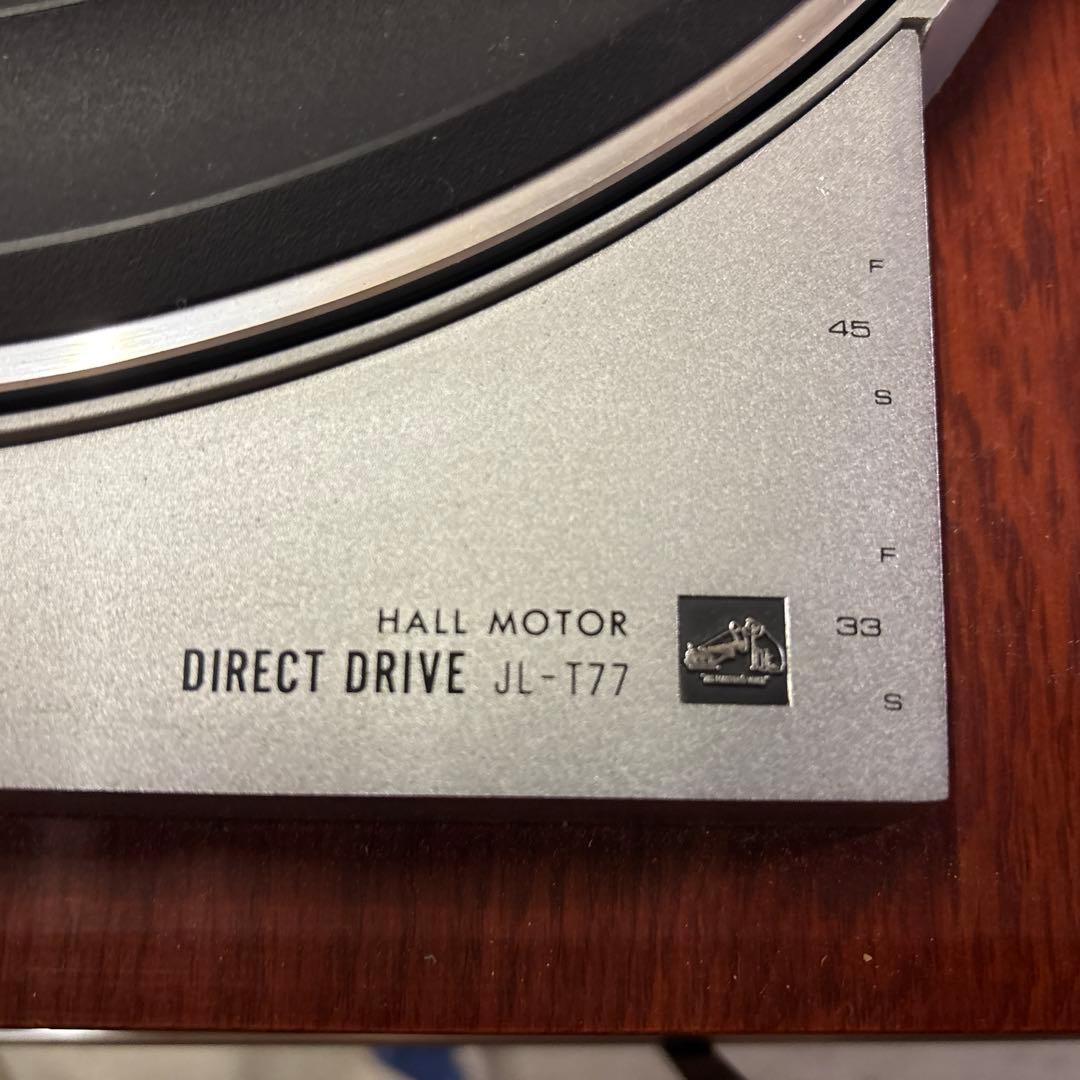 F
45
S
F
33
S
HALL MOTOR
DIRECT DRIVE JL-T77